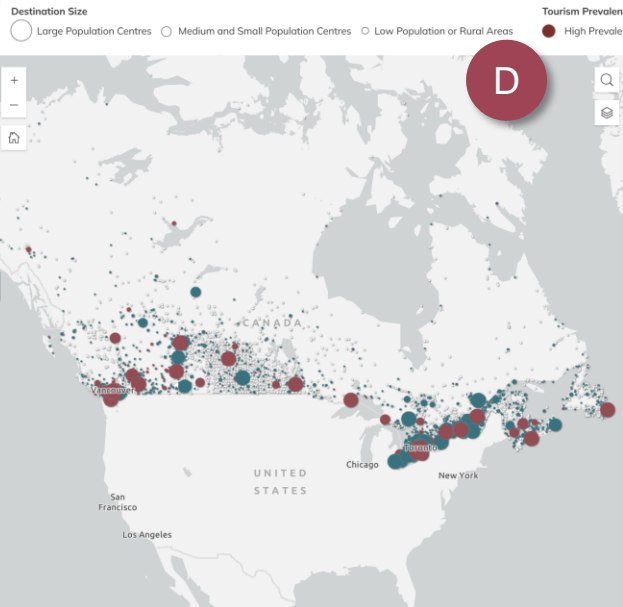 Destination Size
Tourism Prevalen
Large Population Centres
Medium and Small Population Centres
Low Population or Rural Areas
High Prevale
D
+
−
CANADA
Vancouver
Toronto
Chicago
New York
UNITED
STATES
San
Francisco
Los Angeles